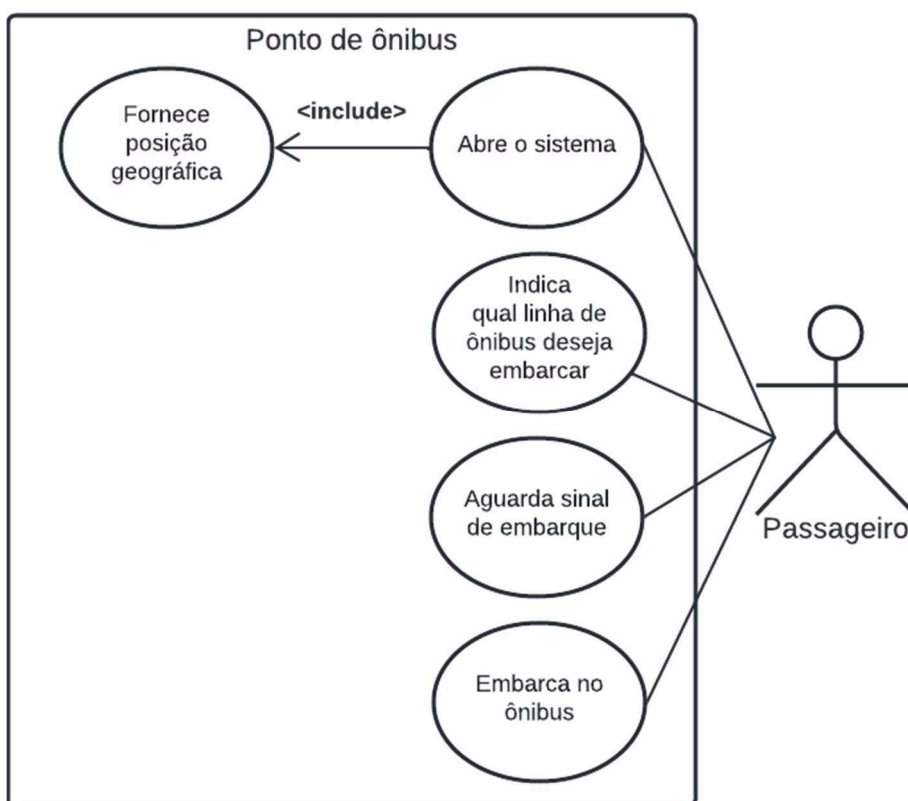 Ponto de ônibus
Fornece
posição
geográfica
<include>
Abre o sistema
Indica
qual linha de
ônibus deseja
embarcar
Aguarda sinal
de embarque
Embarca no
ônibus
Passageiro